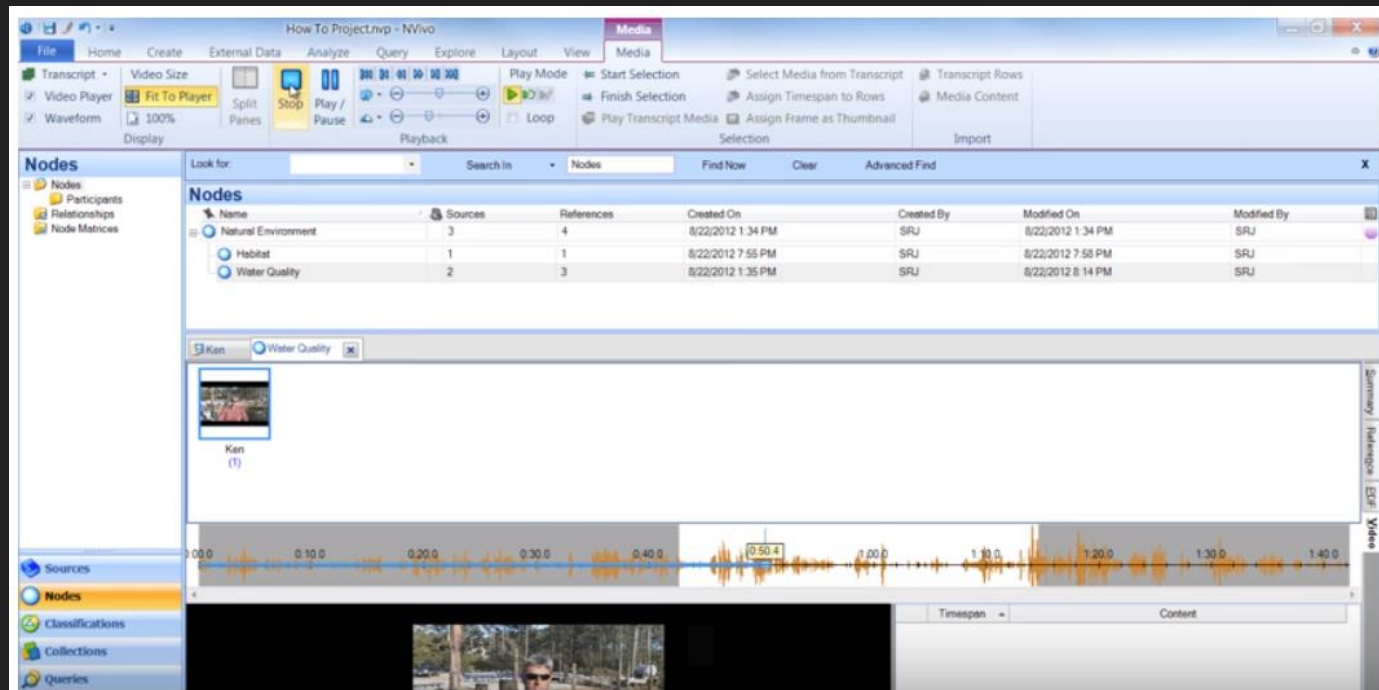 How To Project.nvp - NVivo
Media
File Home Create External Data Analyze Query Explore Layout View Media
Transcript Video Size Play Mode Start Selection Select Media from Transcript Transcript Rows
Video Player Fit To Player Split Panes Stop Play / Pause Finish Selection Assign Timespan to Rows Media Content
Waveform 100% Loop Play Transcript Media Assign Frame as Thumbnail
Display Playback Selection Import
Nodes
Nodes
Participants
Relationships
Node Matrices
Look for: Search In Nodes Find Now Clear Advanced Find X
Nodes
Name Sources References Created On Created By Modified On Modified By
Natural Environment 3 4 8/22/2012 1:34 PM SRJ 8/22/2012 1:34 PM SRJ
Habitat 1 1 8/22/2012 7:55 PM SRJ 8/22/2012 7:58 PM SRJ
Water Quality 2 3 8/22/2012 1:35 PM SRJ 8/22/2012 8:14 PM SRJ
Ken Water Quality
Ken
(1)
Summary
Reference
PDF
Video
0:10.0 0:20.0 0:30.0 0:40.0 0:50.4 1:00.0 1:10.0 1:20.0 1:30.0 1:40.0
Timespan Content
Sources
Nodes
Classifications
Collections
Queries